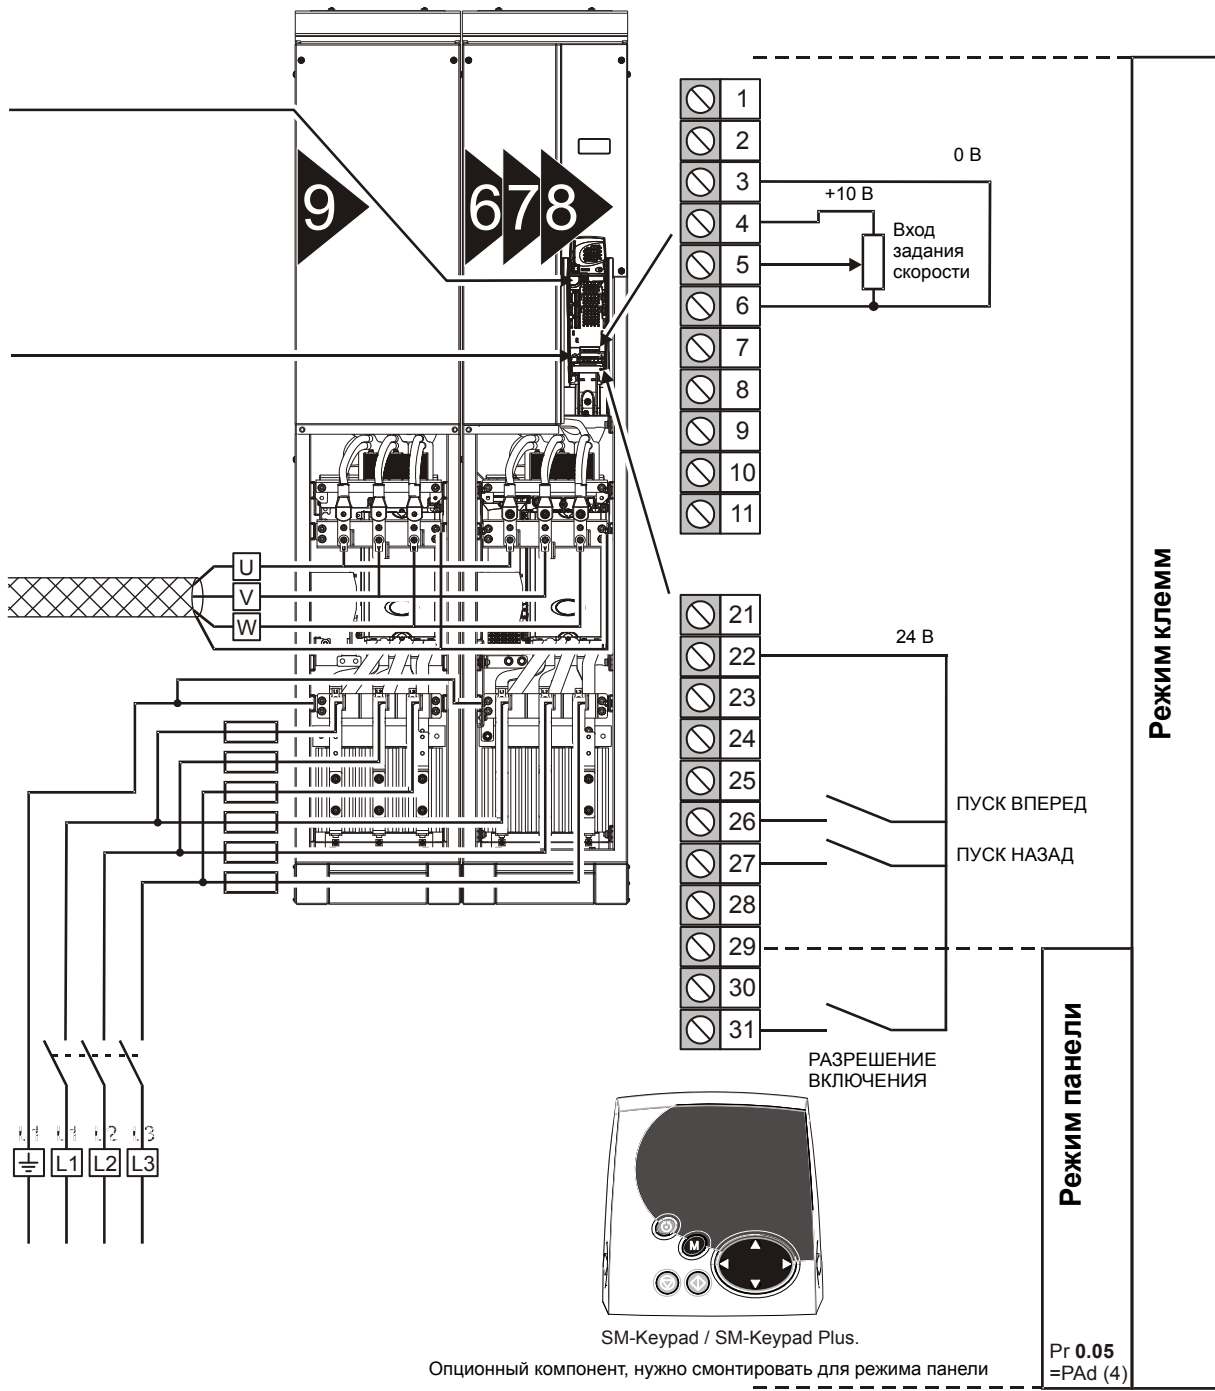 9
6
7
8
1
2
3
4
5
6
7
8
9
10
11
0 В
+10 В
Вход
задания
скорости
U
V
W
21
22
23
24
25
26
27
28
29
30
31
24 В
ПУСК ВПЕРЕД
ПУСК НАЗАД
РАЗРЕШЕНИЕ
ВКЛЮЧЕНИЯ
Режим клемм
Режим панели
Pr 0.05
=PAd (4)
L1
L2
L3
M
SM-Keypad / SM-Keypad Plus.
Опционный компонент, нужно смонтировать для режима панели